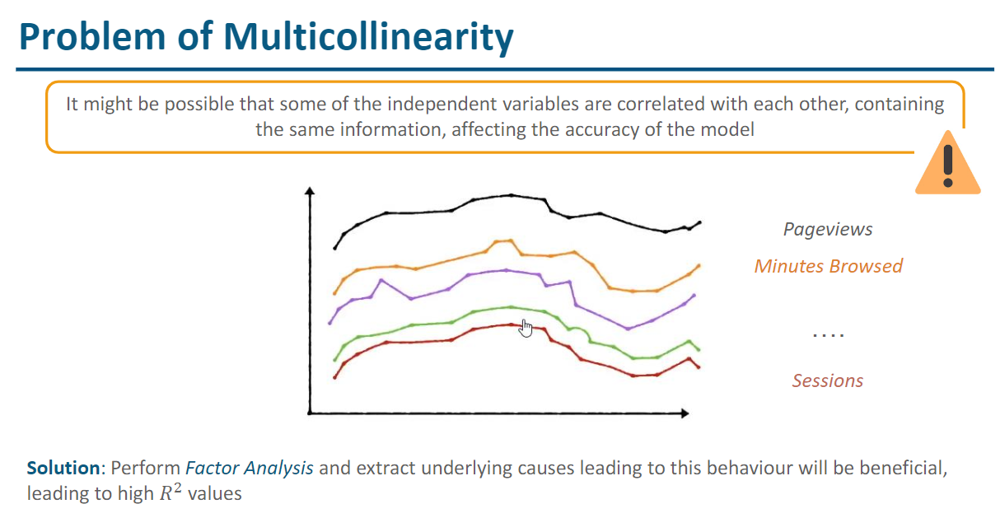 Problem of Multicollinearity
It might be possible that some of the independent variables are correlated with each other, containing
the same information, affecting the accuracy of the model
Pageviews
Minutes Browsed
....
Sessions
Solution: Perform Factor Analysis and extract underlying causes leading to this behaviour will be beneficial,
leading to high R² values